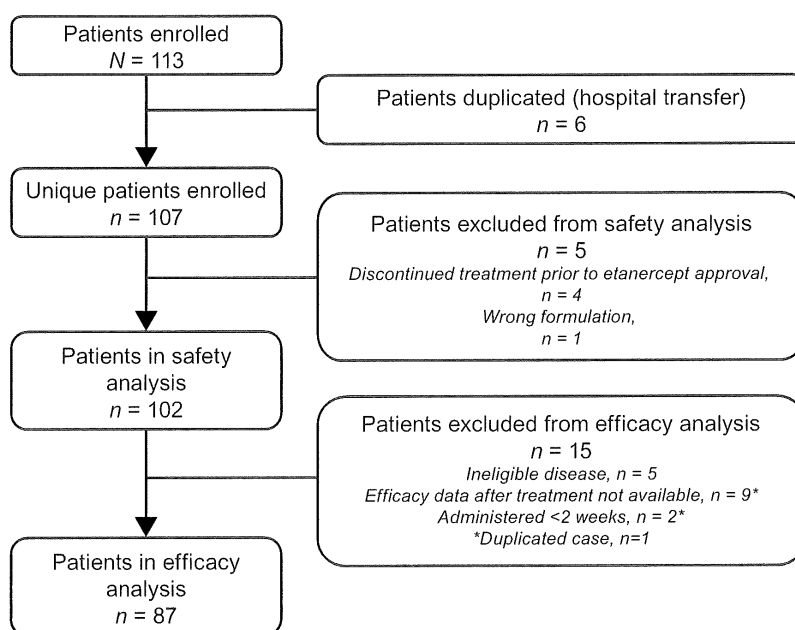 Patients enrolled
N = 113
Patients duplicated (hospital transfer)
n = 6
Unique patients enrolled
n = 107
Patients excluded from safety analysis
n = 5
Discontinued treatment prior to etanercept approval,
n = 4
Wrong formulation,
n = 1
Patients in safety
analysis
n = 102
Patients excluded from efficacy analysis
n = 15
Ineligible disease, n = 5
Efficacy data after treatment not available, n = 9*
Administered <2 weeks, n = 2*
*Duplicated case, n=1
Patients in efficacy
analysis
n = 87